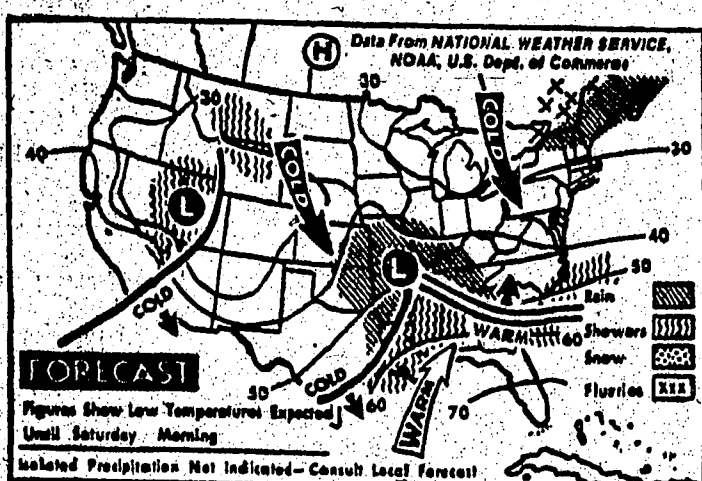 Data From NATIONAL WEATHER SERVICE,
NOAA, U.S. Dept. of Commerce
H
30
30
COLD
40
COLD
30
L
40
L
50
COLD
Rain
WARM
60
Showers
Snow
FORECAST
50
COLD
60
WARM
70
Flurries
XXX
Figures Show Low Temperatures Expected
Until Saturday Morning
Isolated Precipitation Not Indicated—Consult Local Forecast